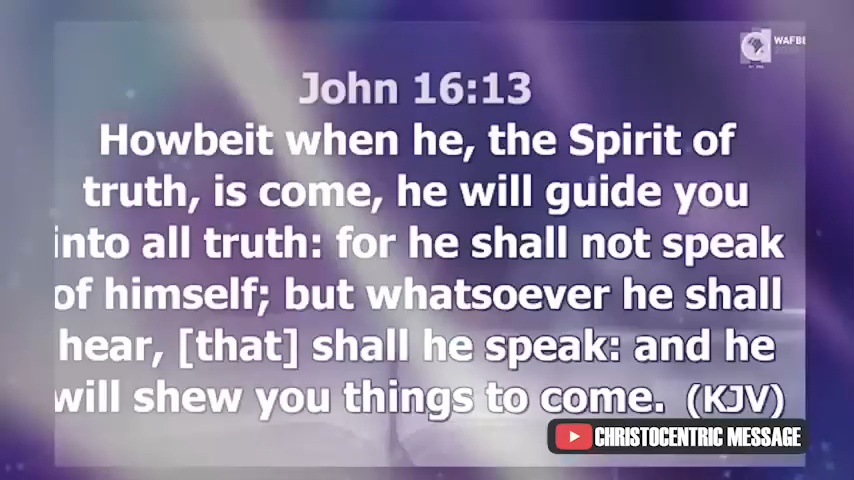 WAFBE
John 16:13
Howbeit when he, the Spirit of
truth, is come, he will guide you
into all truth: for he shall not speak
of himself; but whatsoever he shall
hear, [that] shall he speak: and he
will shew you things to come. (KJV)
CHRISTOCENTRIC MESSAGE